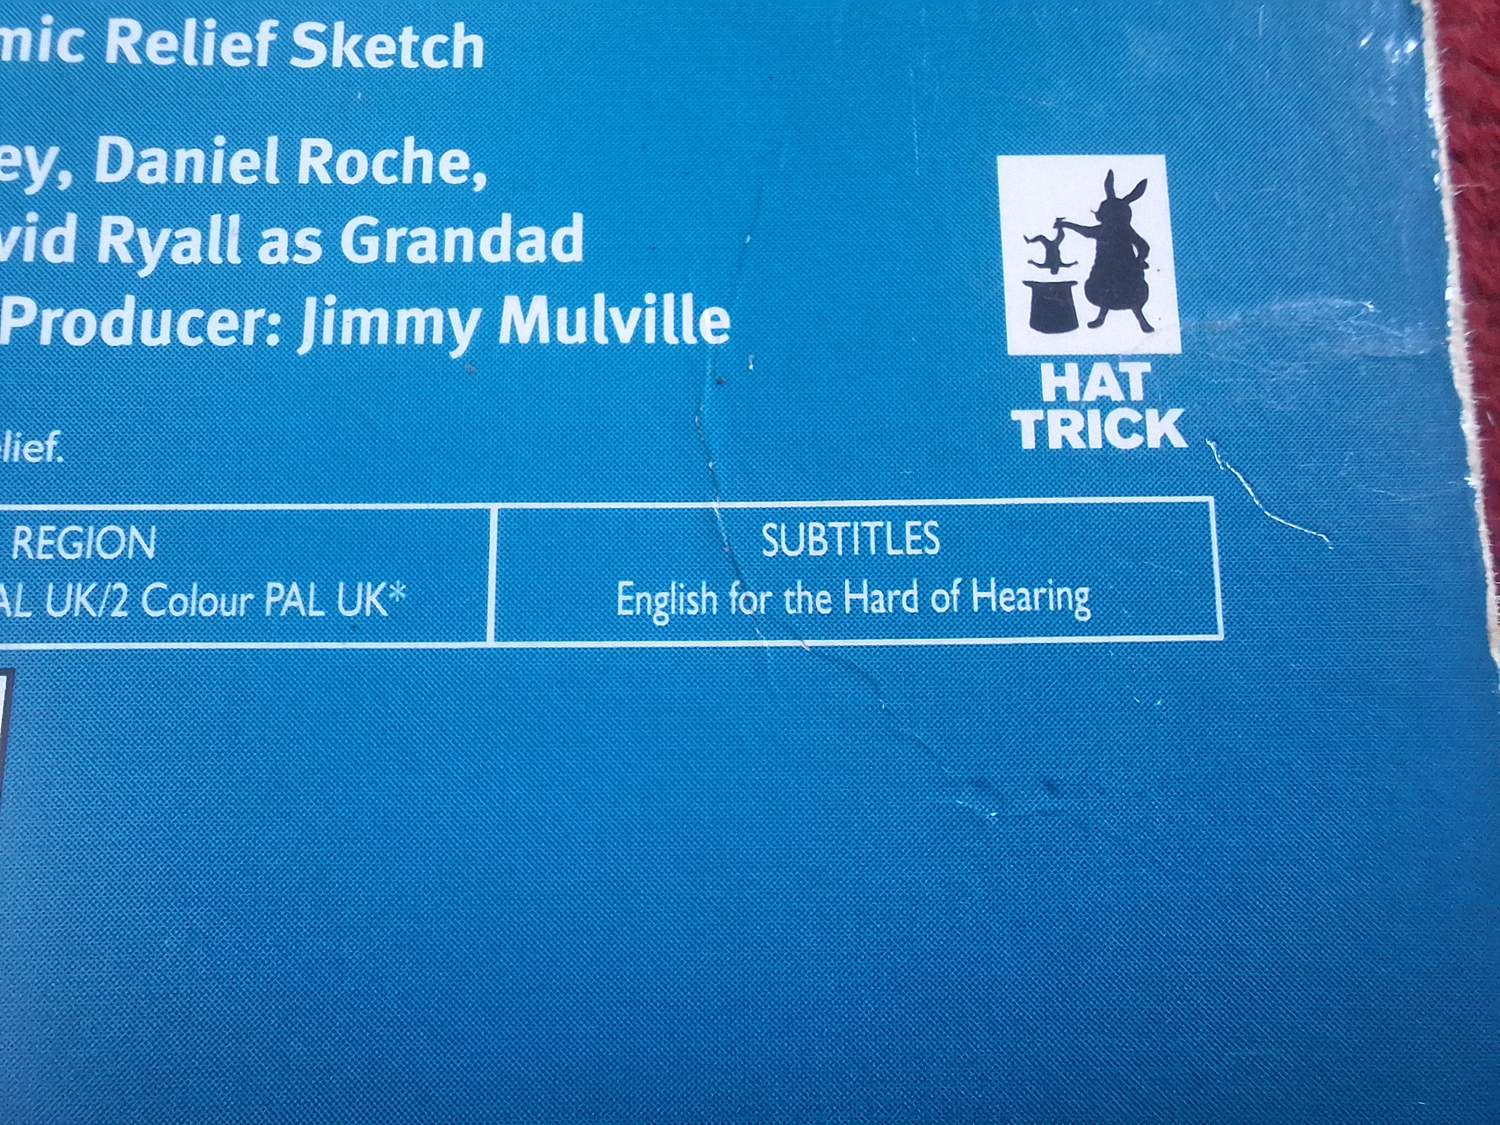 mic Relief Sketch
ey, Daniel Roche,
vid Ryall as Grandad
Producer: Jimmy Mulville
HAT
TRICK
elief.
REGION
AL UK/2 Colour PAL UK*
SUBTITLES
English for the Hard of Hearing